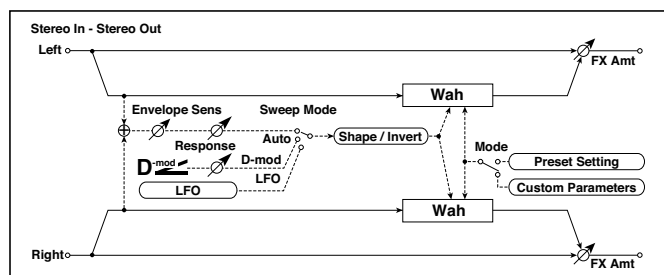 Stereo In - Stereo Out
Left
FX Amt
Wah
Envelope Sens
Sweep Mode
Response
Auto
Shape / Invert
Mode
D-mod
D-mod
Preset Setting
LFO
LFO
Custom Parameters
Wah
Right
FX Amt